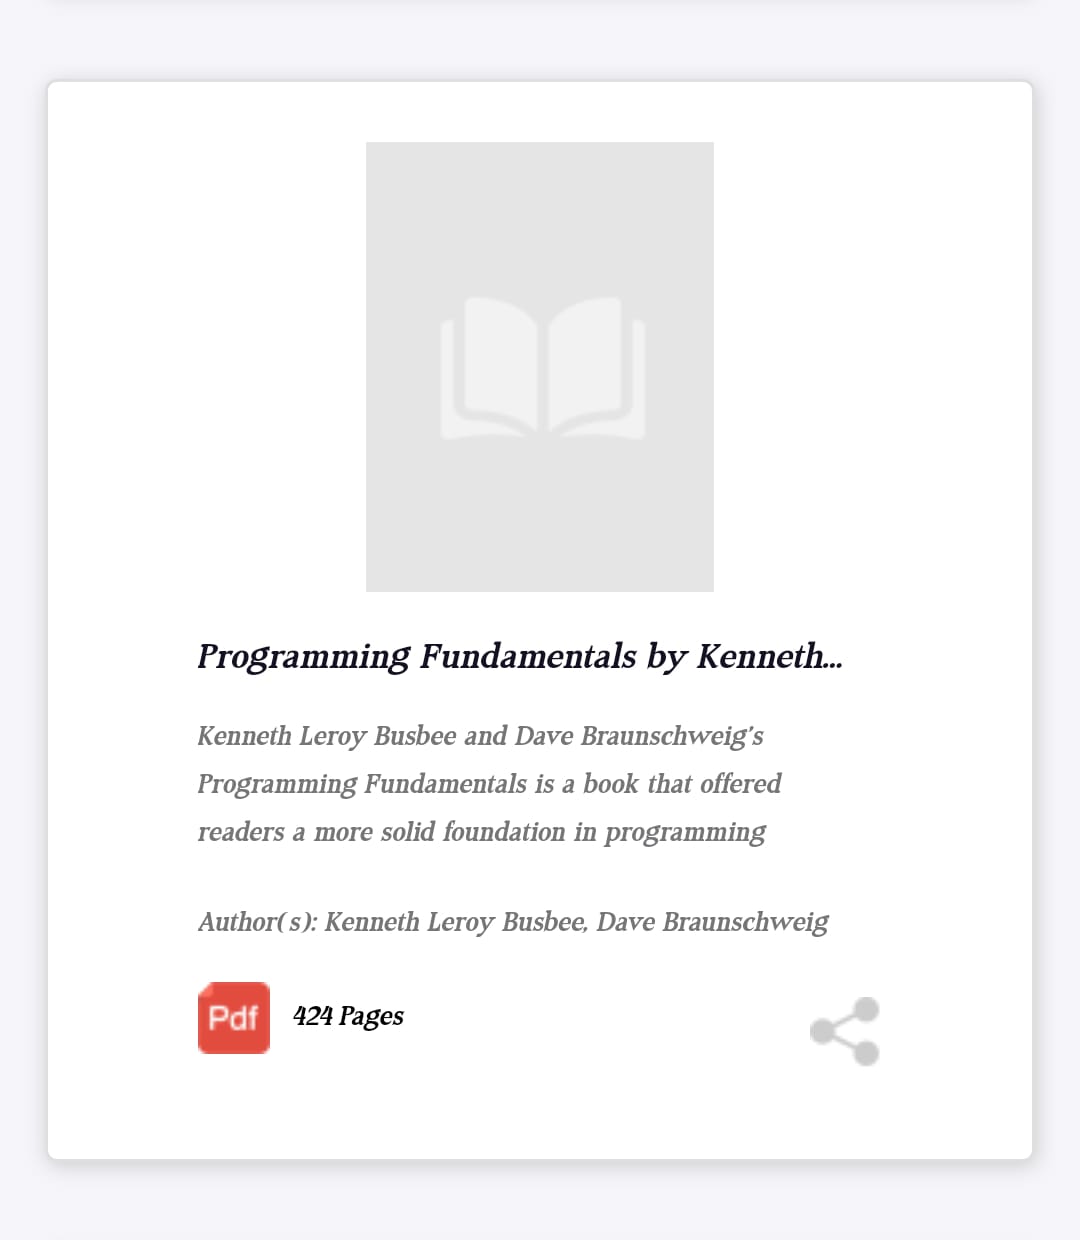 Programming Fundamentals by Kenneth...
Kenneth Leroy Busbee and Dave Braunschweig’s
Programming Fundamentals is a book that offered
readers a more solid foundation in programming
Author(s): Kenneth Leroy Busbee, Dave Braunschweig
Pdf 424 Pages